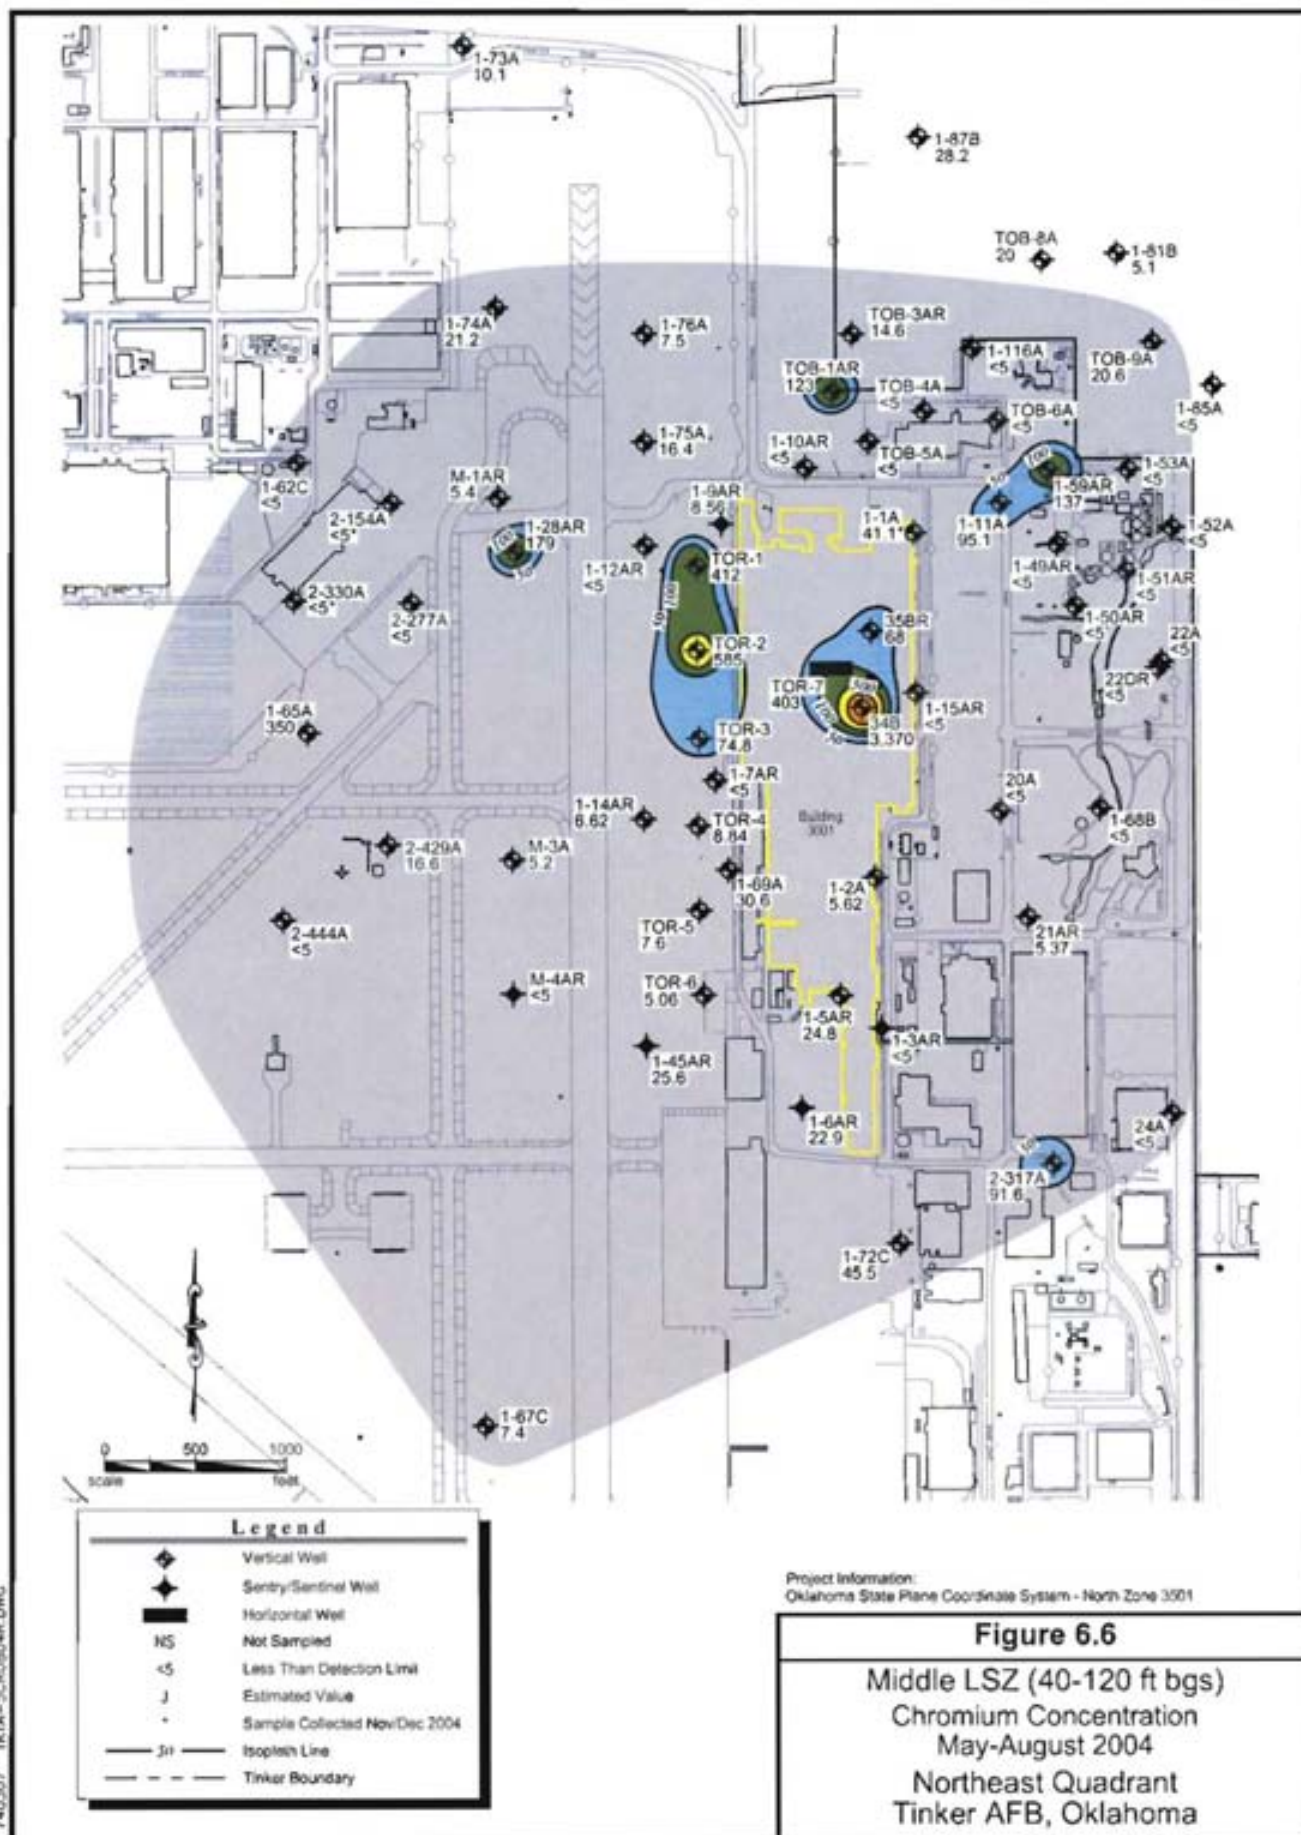 1-73A
10.1
1-87B
28.2
TOB-8A
20
1-81B
5.1
1-74A
21.2
1-76A
7.5
TOB-3AR
14.6
1-116A
<5
TOB-9A
20.6
TOB-1AR
123
TOB-4A
<5
1-85A
<5
TOB-6A
<5
1-75A
16.4
1-10AR
<5
TOB-5A
<5
1-62C
<5
M-1AR
5.4
1-9AR
8.56
100
50
1-59AR
137
1-53A
<5
2-154A
<5*
1-28AR
179
100
50
1-1A
41.1*
1-11A
95.1
1-52A
<5
1-12AR
<5
TOR-1
412
1-49AR
<5
1-51AR
<5
2-330A
<5*
2-277A
<5
100
50
1-50AR
<5
35BR
68
TOR-2
585
22A
<5
22DR
<5
TOR-7
403
500
100
50
34B
3,370
1-15AR
<5
1-65A
350
TOR-3
74.8
1-7AR
<5
20A
<5
1-14AR
6.62
TOR-4
8.84
Building
3001
1-68B
<5
2-429A
16.6
M-3A
5.2
1-69A
30.6
1-2A
5.62
2-444A
<5
TOR-5
7.6
21AR
5.37
M-4AR
<5
TOR-6
5.06
1-5AR
24.8
1-3AR
<5*
1-45AR
25.6
1-6AR
22.9
24A
<5
50
2-317A
91.6
1-72C
45.5
1-67C
7.4
0 500 1000
scale feet
Legend
Vertical Well
Sentry/Sentinel Well
Horizontal Well
NS Not Sampled
<5 Less Than Detection Limit
J Estimated Value
* Sample Collected Nov/Dec 2004
50 Isopleth Line
Tinker Boundary
Project Information:
Oklahoma State Plane Coordinate System - North Zone 3501
Figure 6.6
Middle LSZ (40-120 ft bgs)
Chromium Concentration
May-August 2004
Northeast Quadrant
Tinker AFB, Oklahoma